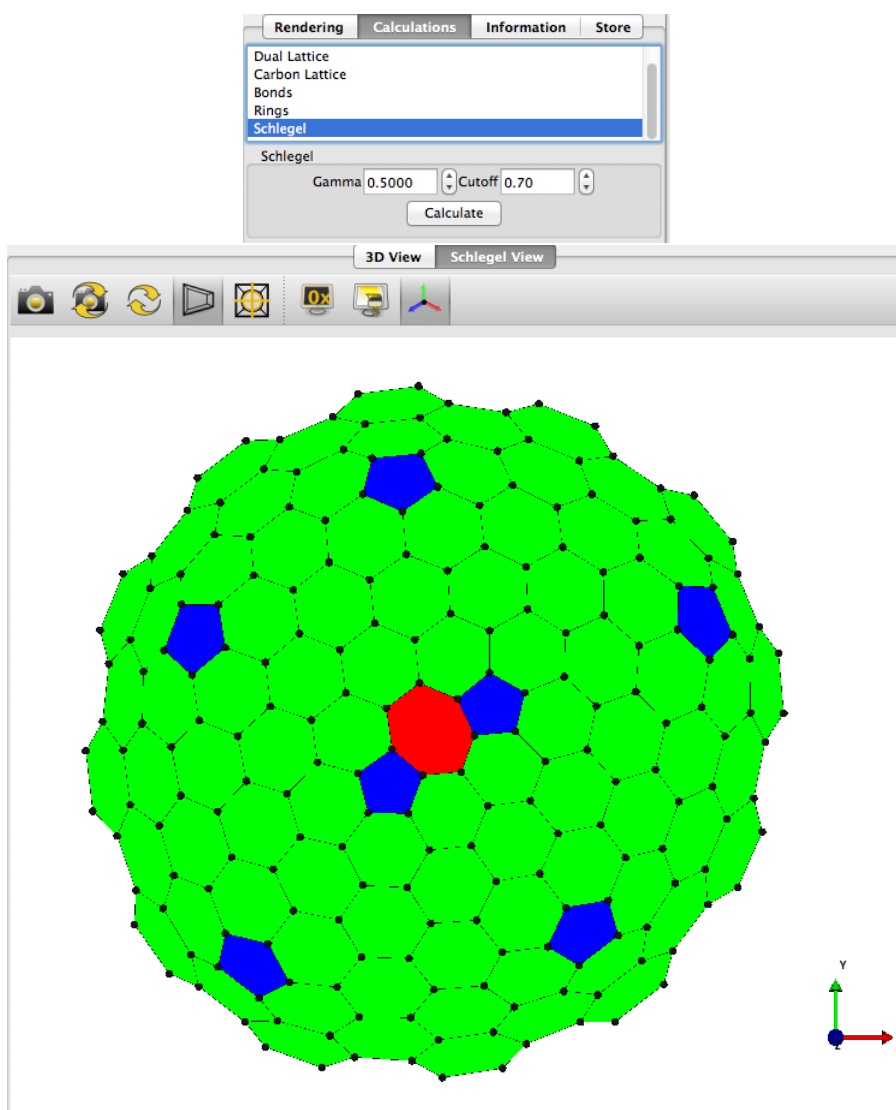 Rendering Calculations Information Store
Dual Lattice
Carbon Lattice
Bonds
Rings
Schlegel
Schlegel
Gamma 0.5000 Cutoff 0.70
Calculate
3D View Schlegel View
0x
Y
Z